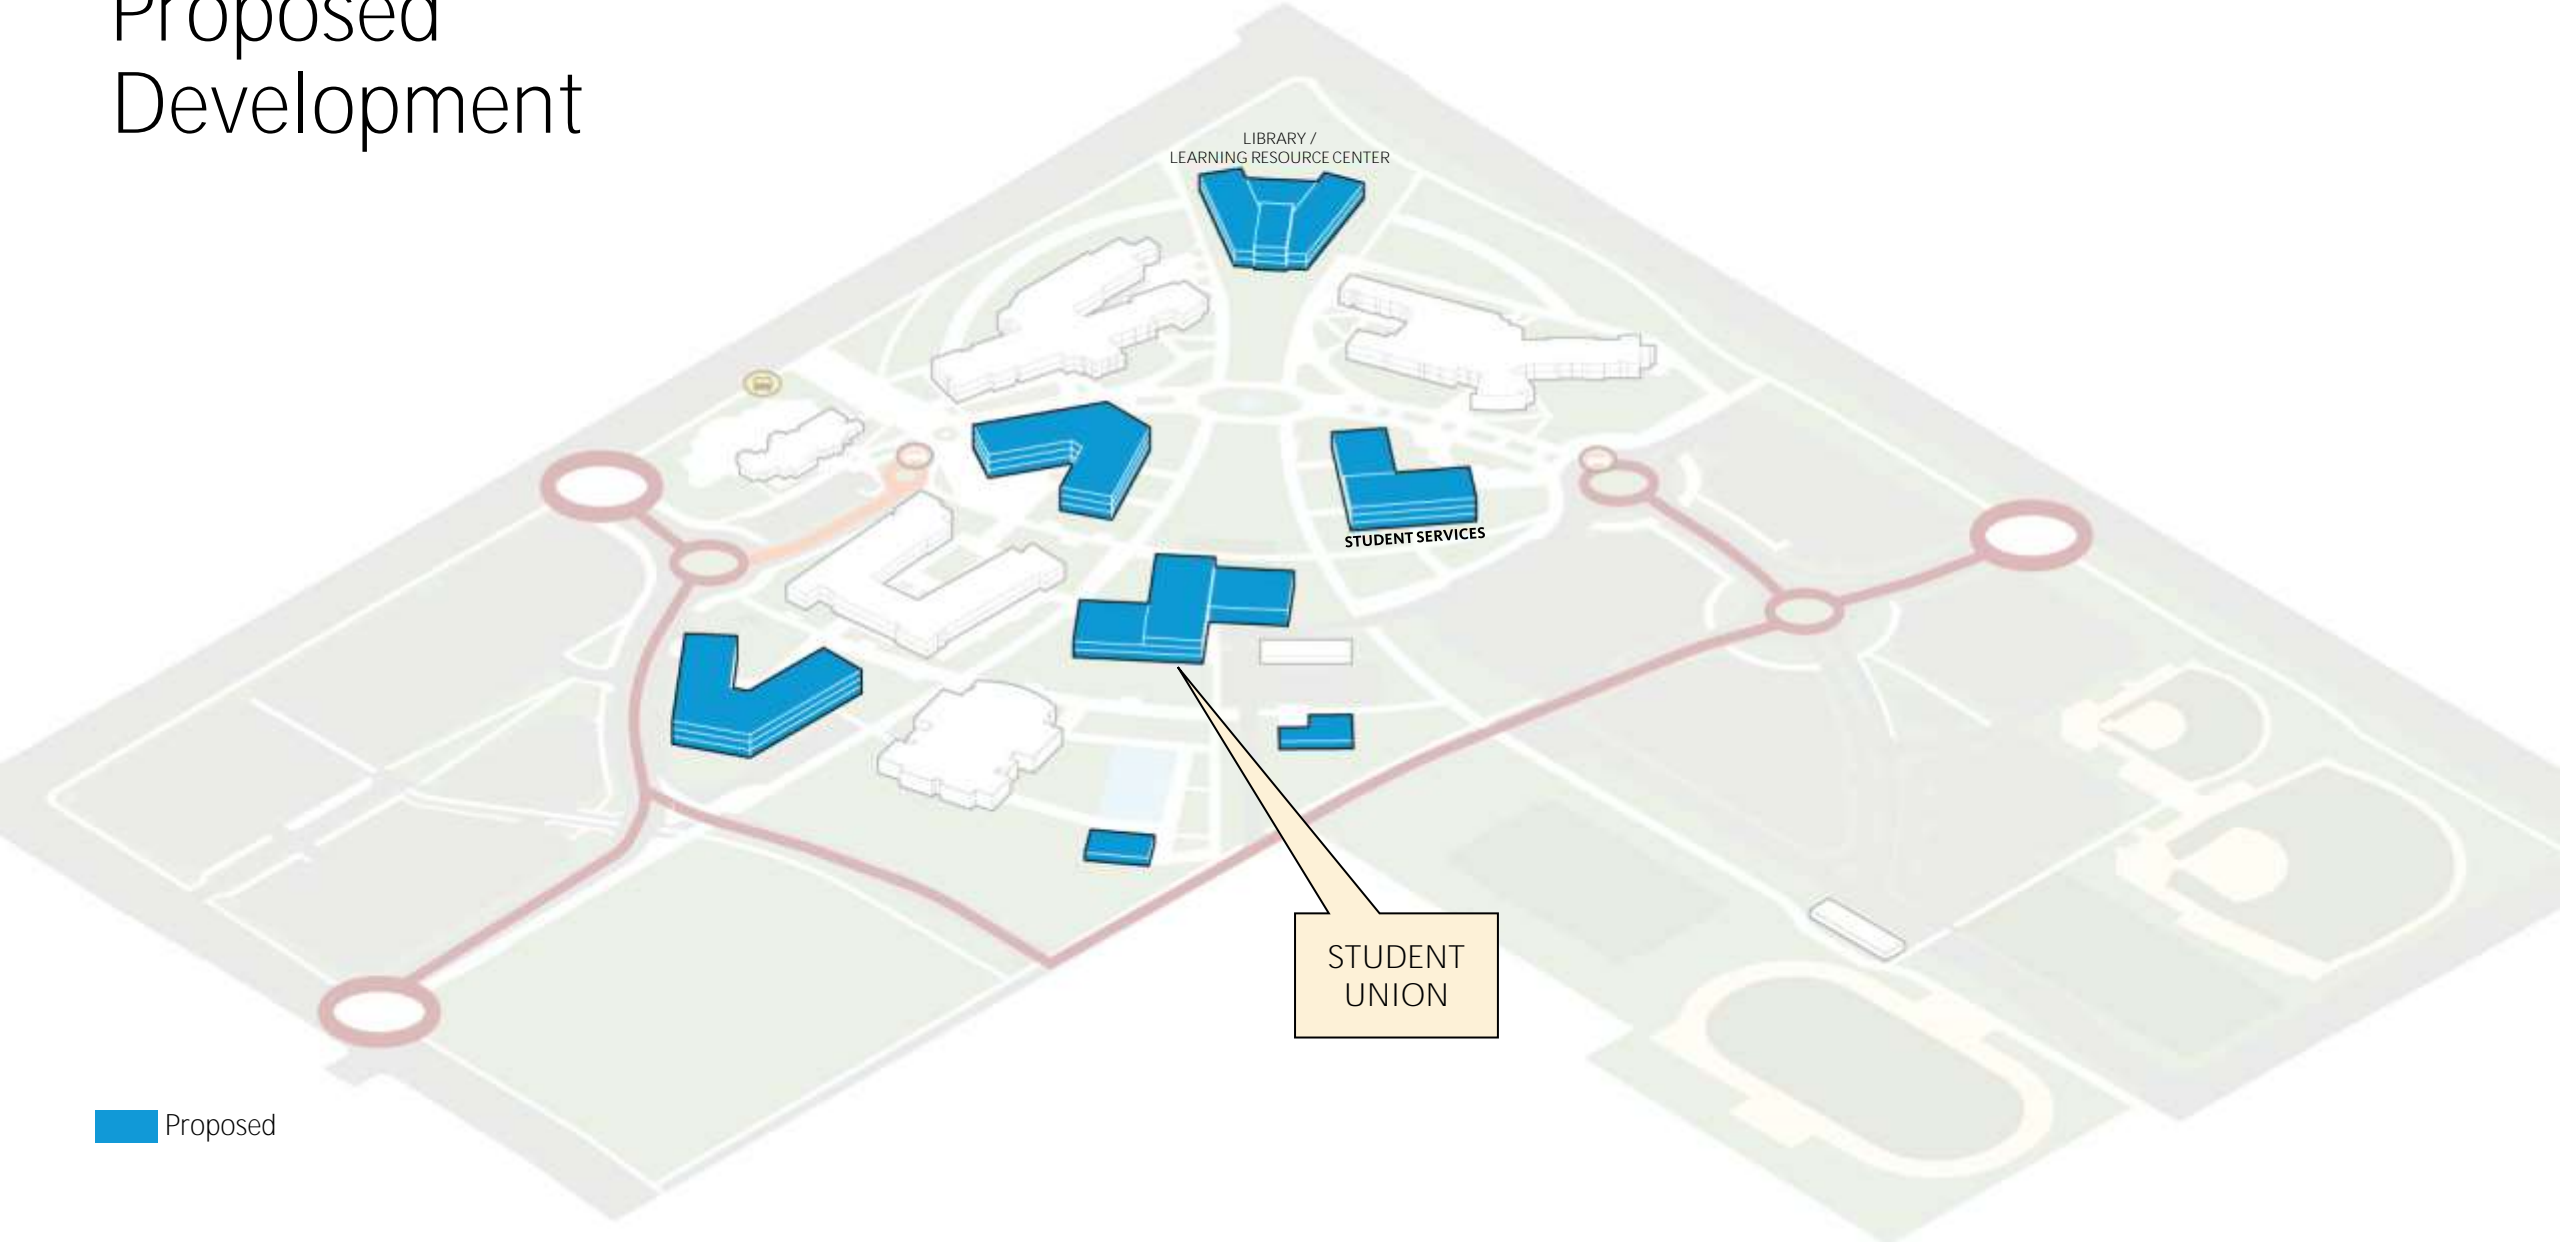 Proposed
Development
LIBRARY /
LEARNING RESOURCE CENTER
STUDENT SERVICES
STUDENT
UNION
Proposed